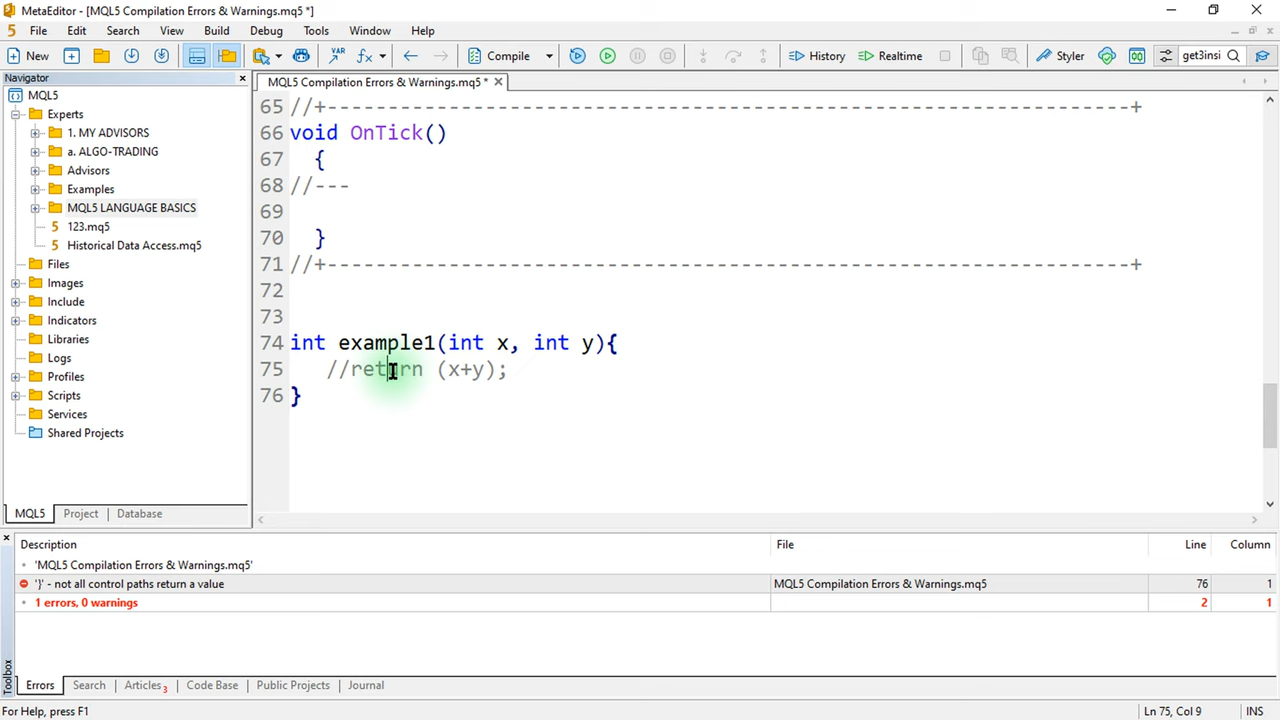 MetaEditor - [MQL5 Compilation Errors & Warnings.mq5 *]
5 File Edit Search View Build Debug Tools Window Help
New Compile History Realtime Styler get3insi
Navigator
MQL5 Compilation Errors & Warnings.mq5 *
MQL5
Experts
1. MY ADVISORS
a. ALGO-TRADING
Advisors
Examples
MQL5 LANGUAGE BASICS
5 123.mq5
5 Historical Data Access.mq5
Files
Images
Include
Indicators
Libraries
Logs
Profiles
Scripts
Services
Shared Projects
MQL5 Project Database
65 //+------------------------------------------------------------------+
66 void OnTick()
67 {
68 //---
69
70 }
71 //+------------------------------------------------------------------+
72
73
74 int example1(int x, int y){
75 //return (x+y);
76 }
Description File Line Column
'MQL5 Compilation Errors & Warnings.mq5'
'}' - not all control paths return a value MQL5 Compilation Errors & Warnings.mq5 76 1
1 errors, 0 warnings 2 1
Toolbox
Errors Search Articles 3 Code Base Public Projects Journal
For Help, press F1 Ln 75, Col 9 INS